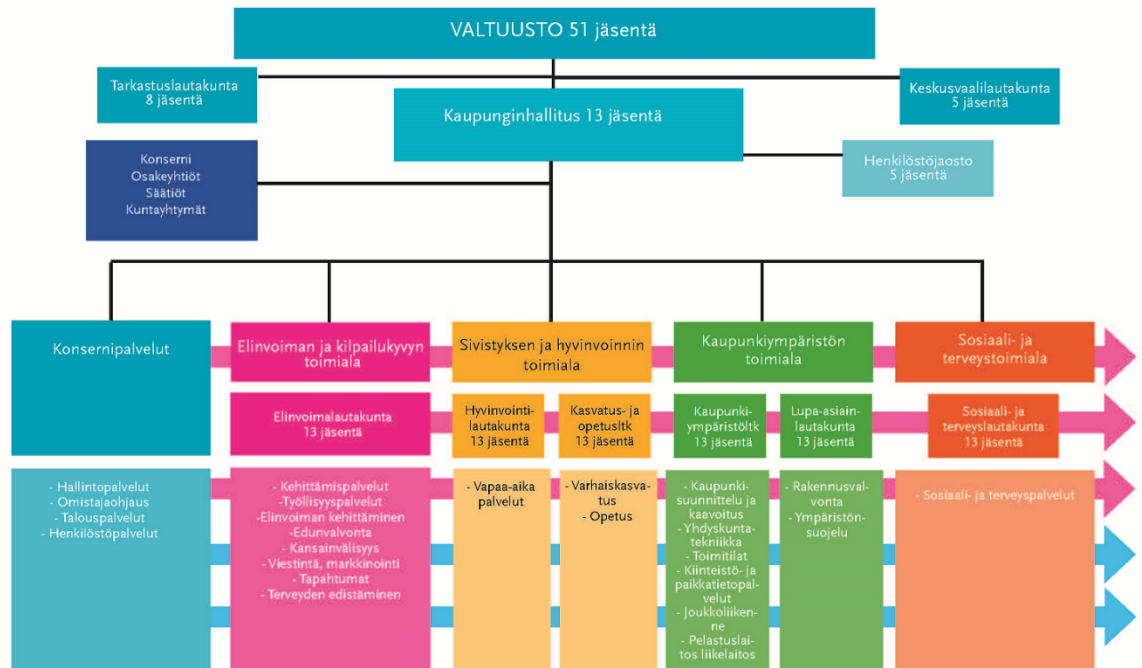 VALTUUSTO 51 jäsentä
Tarkastuslautakunta
8 jäsentä
Keskusvaalilautakunta
5 jäsentä
Kaupunginhallitus 13 jäsentä
Konserni
Osakeyhtiöt
Säätiöt
Kuntayhtymät
Henkilöstöjaosto
5 jäsentä
Konsernipalvelut
Elinvoiman ja kilpailukyvyn
toimiala
Sivistyksen ja hyvinvoinnin
toimiala
Kaupunkiympäristön
toimiala
Sosiaali- ja
terveystoimiala
Elinvoimalautakunta
13 jäsentä
Hyvinvointi-
lautakunta
13 jäsentä
Kasvatus- ja
opetusltk
13 jäsentä
Kaupunki-
ympäristöltk
13 jäsentä
Lupa-asiain-
lautakunta
13 jäsentä
Sosiaali- ja
terveyslautakunta
13 jäsentä
- Hallintopalvelut
- Omistajaohjaus
- Talouspalvelut
- Henkilöstöpalvelut
- Kehittämispalvelut
-Työllisyyspalvelut
-Elinvoiman kehittäminen
-Edunvalvonta
- Kansainvälisyys
- Viestintä, markkinointi
- Tapahtumat
- Terveyden edistäminen
- Vapaa-aika
palvelut
- Varhaiskasva-
tus
- Opetus
- Kaupunki-
suunnittelu ja
kaavoitus
- Yhdyskunta-
tekniikka
- Toimitilat
- Kiinteistö- ja
paikkatietopal-
velut
- Joukkoliiken-
ne
- Pelastuslai-
tos liikelaitos
- Rakennusval-
vonta
- Ympäristön-
suojelu
- Sosiaali- ja terveyspalvelut